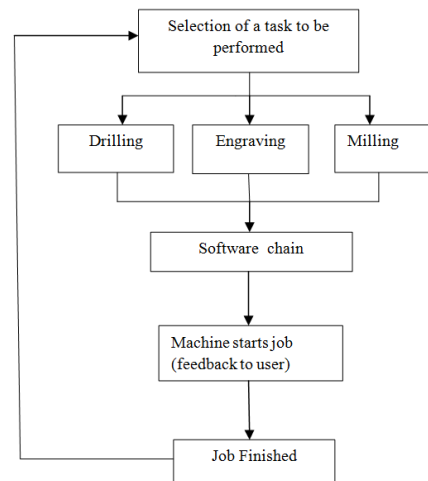 Selection of a task to be
performed
Drilling
Engraving
Milling
Software chain
Machine starts job
(feedback to user)
Job Finished